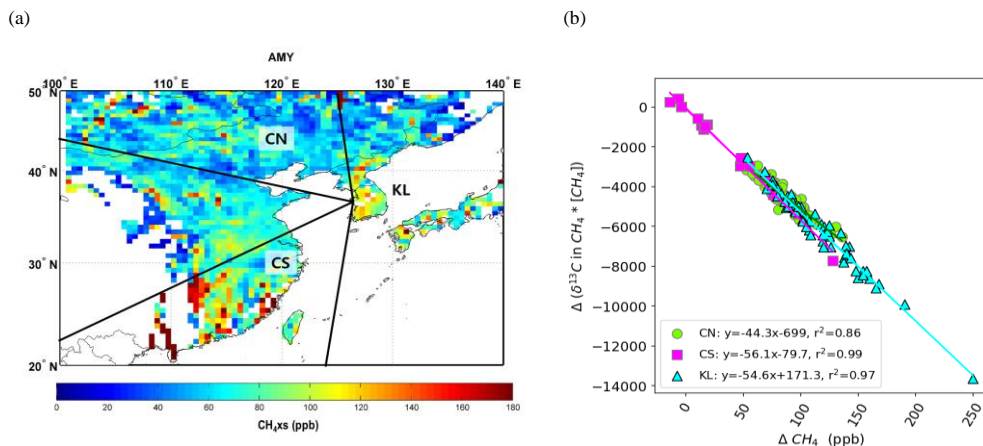 (a)
AMY
100° E 110° E 120° E 130° E 140° E
50° N
40° N
30° N
20° N
CN
KL
CS
0 20 40 60 80 100 120 140 160 180
CH₄xs (ppb)
(b)
0
−2000
−4000
−6000
−8000
−10000
−12000
−14000
Δ (δ¹³C in CH₄ * [CH₄])
CN: y=-44.3x-699, r²=0.86
CS: y=-56.1x-79.7, r²=0.99
KL: y=-54.6x+171.3, r²=0.97
0 50 100 150 200 250
Δ CH₄ (ppb)